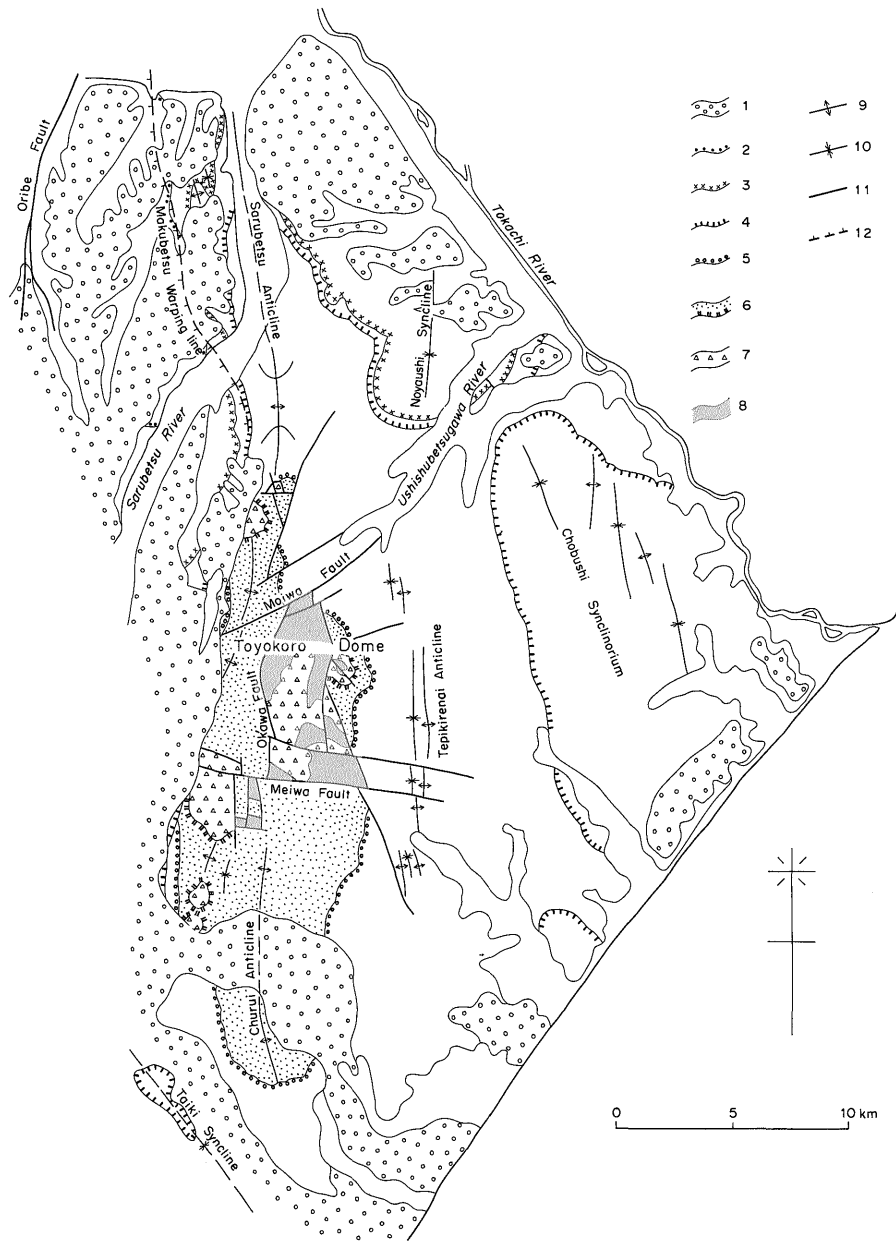 Oribe Fault
Mokubetsu Warping line
Sarubetsu Anticline
Tokachi River
Noyaushi Syncline
Ushishubetsugawa River
Sarubetsu River
Moiwa Fault
Toyokoro Dome
Okawa Fault
Meiwa Fault
Tepikirenai Anticline
Chobushi Synclinorium
Churui Anticline
Taiki Syncline
1
2
3
4
5
6
7
8
9
10
11
12
0 5 10 km